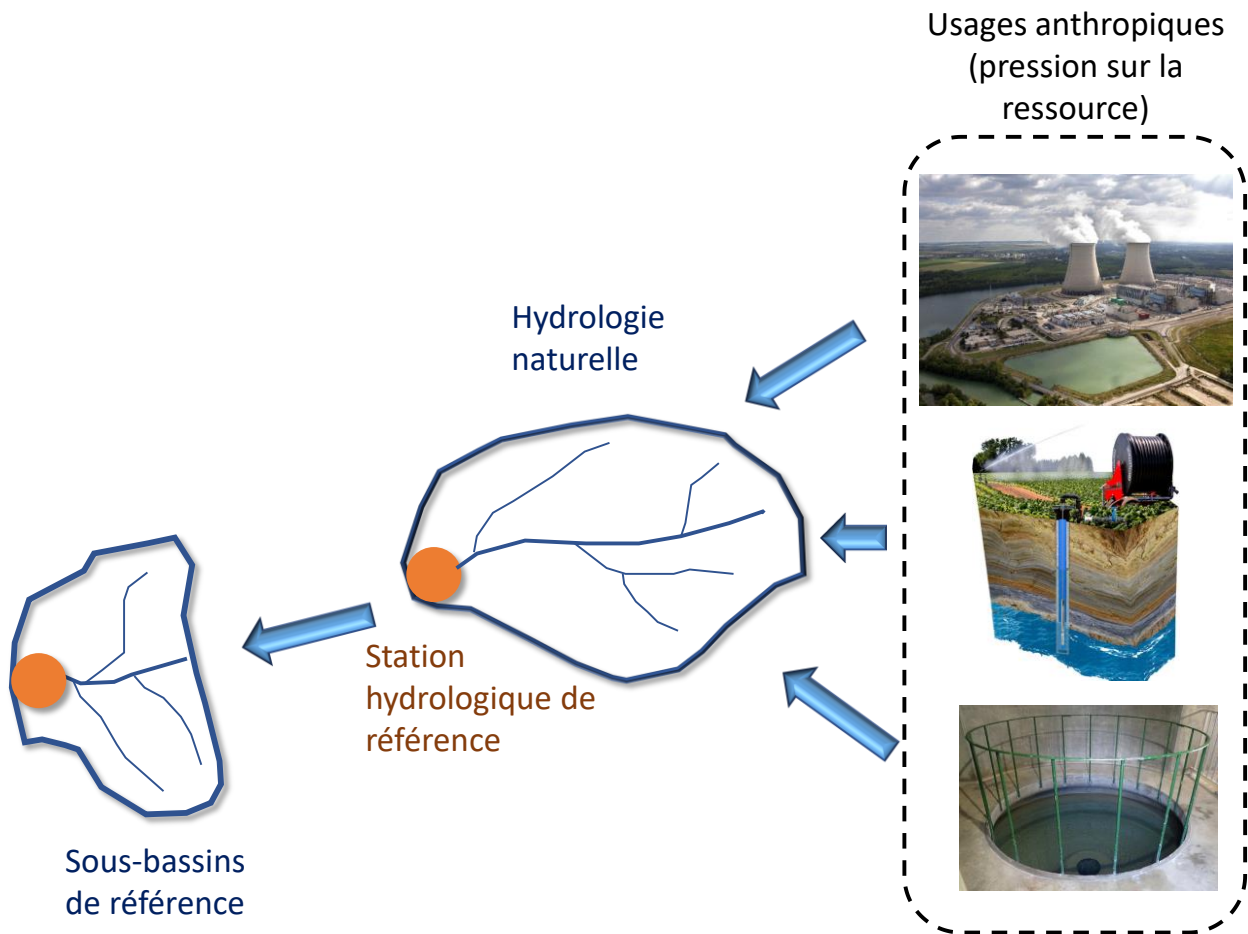 Usages anthropiques
(pression sur la
ressource)
Hydrologie
naturelle
Station
hydrologique de
référence
Sous-bassins
de référence